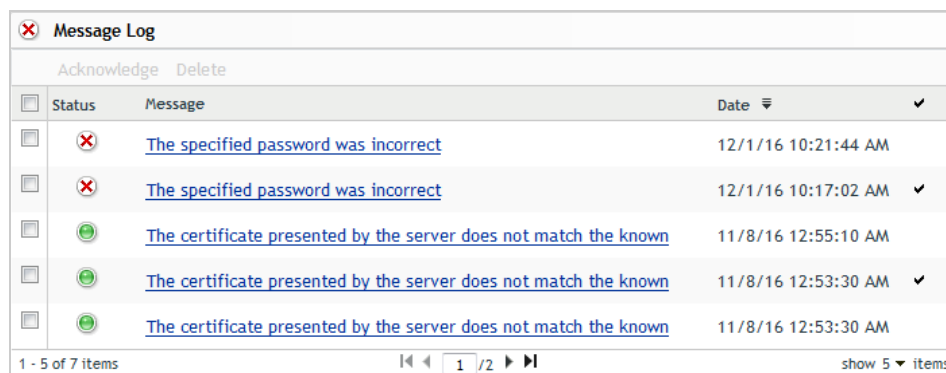 Message Log
Acknowledge Delete
Status Message Date
The specified password was incorrect 12/1/16 10:21:44 AM
The specified password was incorrect 12/1/16 10:17:02 AM
The certificate presented by the server does not match the known 11/8/16 12:55:10 AM
The certificate presented by the server does not match the known 11/8/16 12:53:30 AM
The certificate presented by the server does not match the known 11/8/16 12:53:30 AM
1 - 5 of 7 items 1 /2 show 5 items